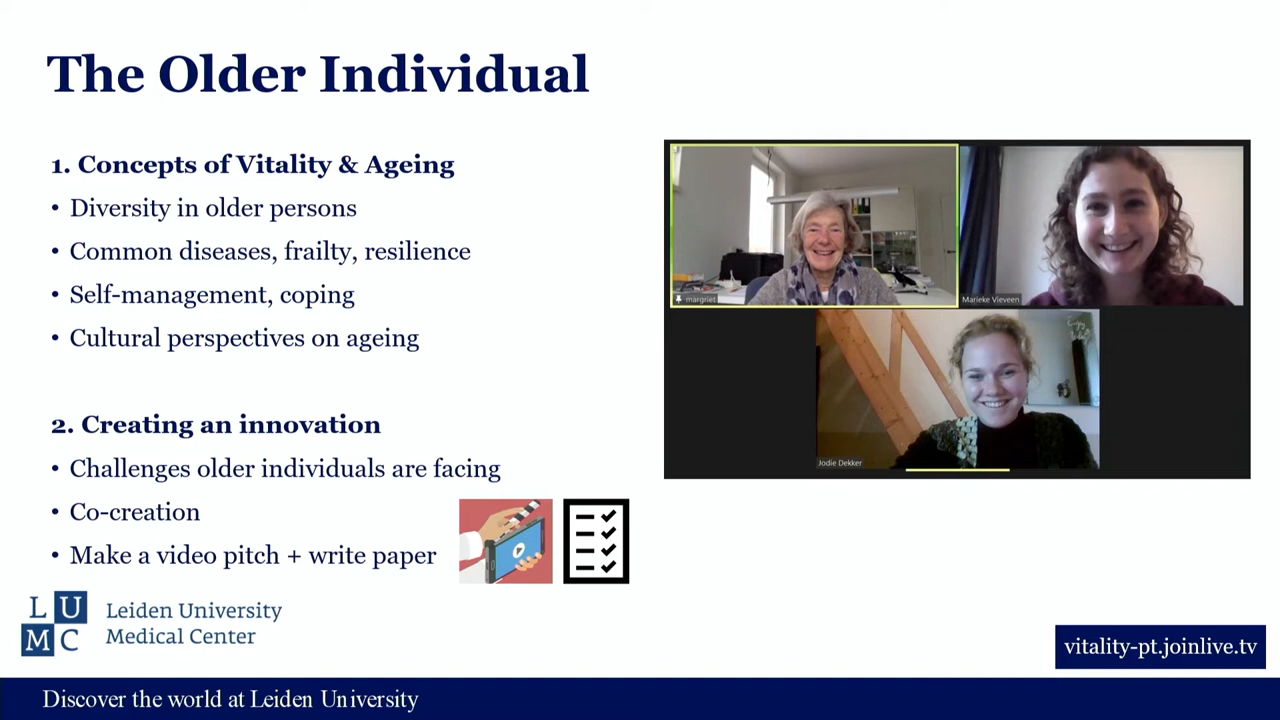 The Older Individual
1. Concepts of Vitality & Ageing
• Diversity in older persons
• Common diseases, frailty, resilience
• Self-management, coping
• Cultural perspectives on ageing
2. Creating an innovation
• Challenges older individuals are facing
• Co-creation
• Make a video pitch + write paper
margriet
Marieke Vieveen
Jodie Dekker
L U
M C
Leiden University
Medical Center
vitality-pt.joinlive.tv
Discover the world at Leiden University